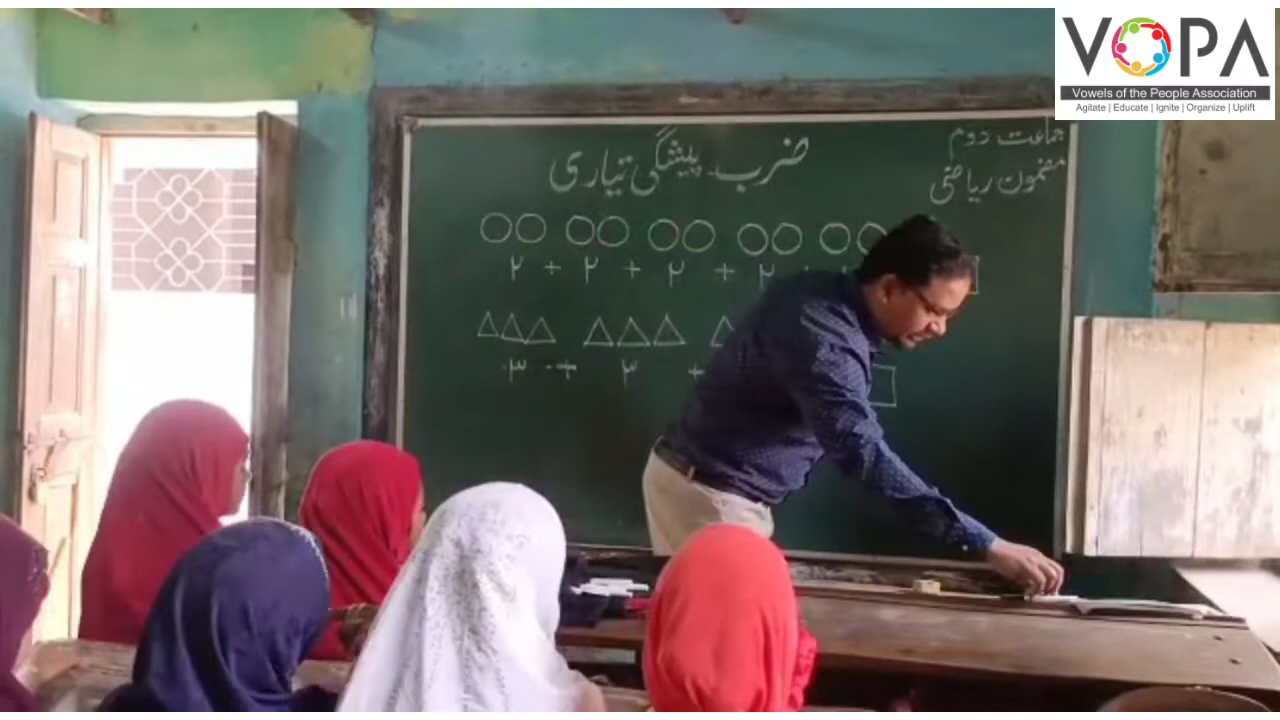 VOPA
Vowels of the People Association
Agitate | Educate | Ignite | Organize | Uplift
جماعت دوم
مضمون ریاضی
ضرب ۔ پیشگی تیاری
۲ + ۲ + ۲ + ۲ +
۳ + ۳ +